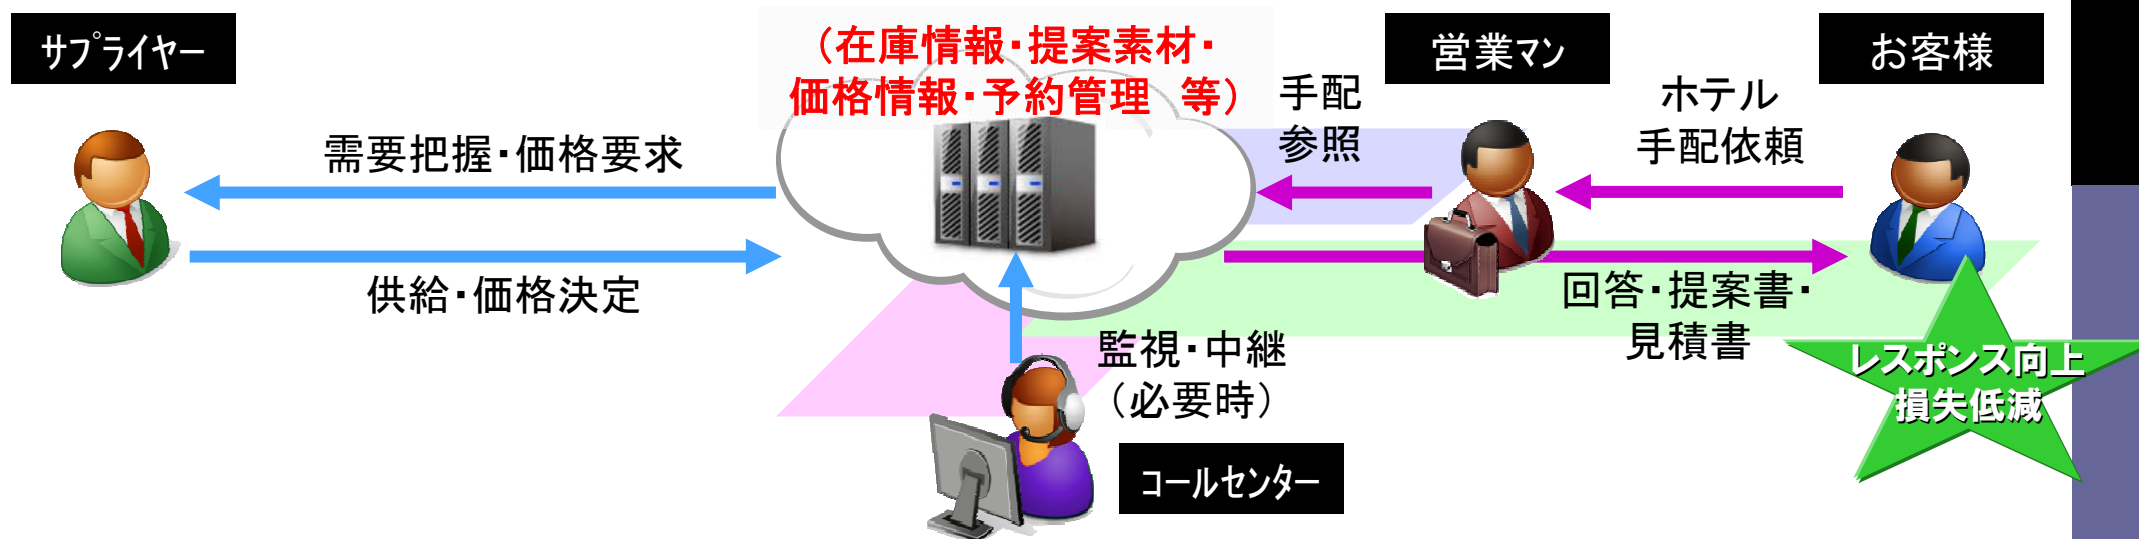 サプライヤー
（在庫情報・提案素材・
価格情報・予約管理　等）
営業マン
お客様
需要把握・価格要求
手配
参照
ホテル
手配依頼
供給・価格決定
回答・提案書・
見積書
監視・中継
（必要時）
レスポンス向上
損失低減
コールセンター